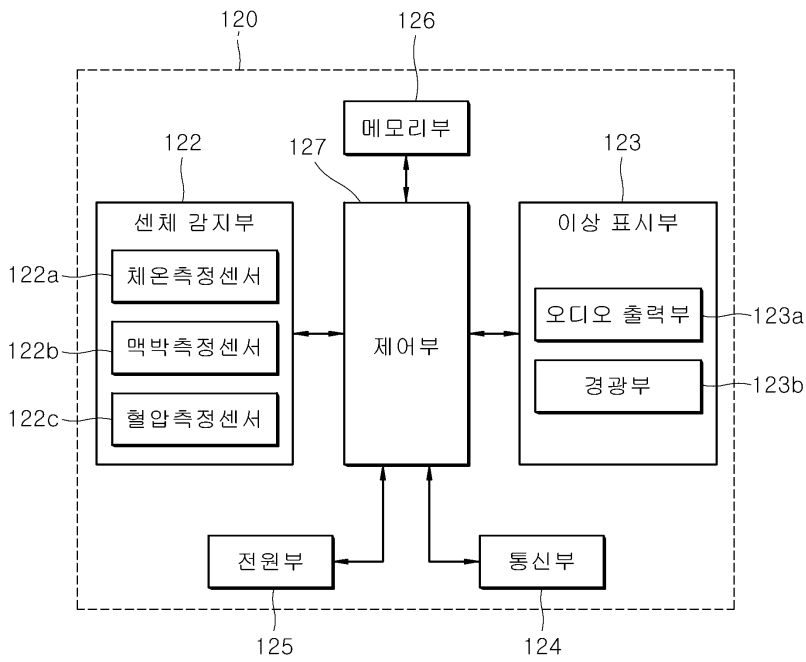 120
126
메모리부
122
127
123
센체 감지부
이상 표시부
122a
체온측정센서
오디오 출력부
123a
122b
맥박측정센서
제어부
경광부
123b
122c
혈압측정센서
전원부
통신부
125
124